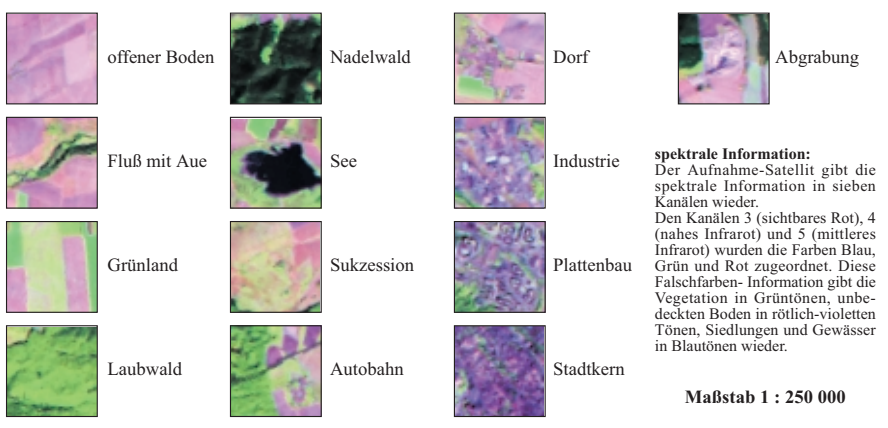 offener Boden
Nadelwald
Dorf
Abgrabung
Fluß mit Aue
See
Industrie
Grünland
Sukzession
Plattenbau
Laubwald
Autobahn
Stadtkern
spektrale Information:
Der Aufnahme-Satellit gibt die
spektrale Information in sieben
Kanälen wieder.
Den Kanälen 3 (sichtbares Rot), 4
(nahes Infrarot) und 5 (mittleres
Infrarot) wurden die Farben Blau,
Grün und Rot zugeordnet. Diese
Falschfarben- Information gibt die
Vegetation in Grüntönen, unbe-
deckten Boden in rötlich-violetten
Tönen, Siedlungen und Gewässer
in Blautönen wieder.
Maßstab 1 : 250 000